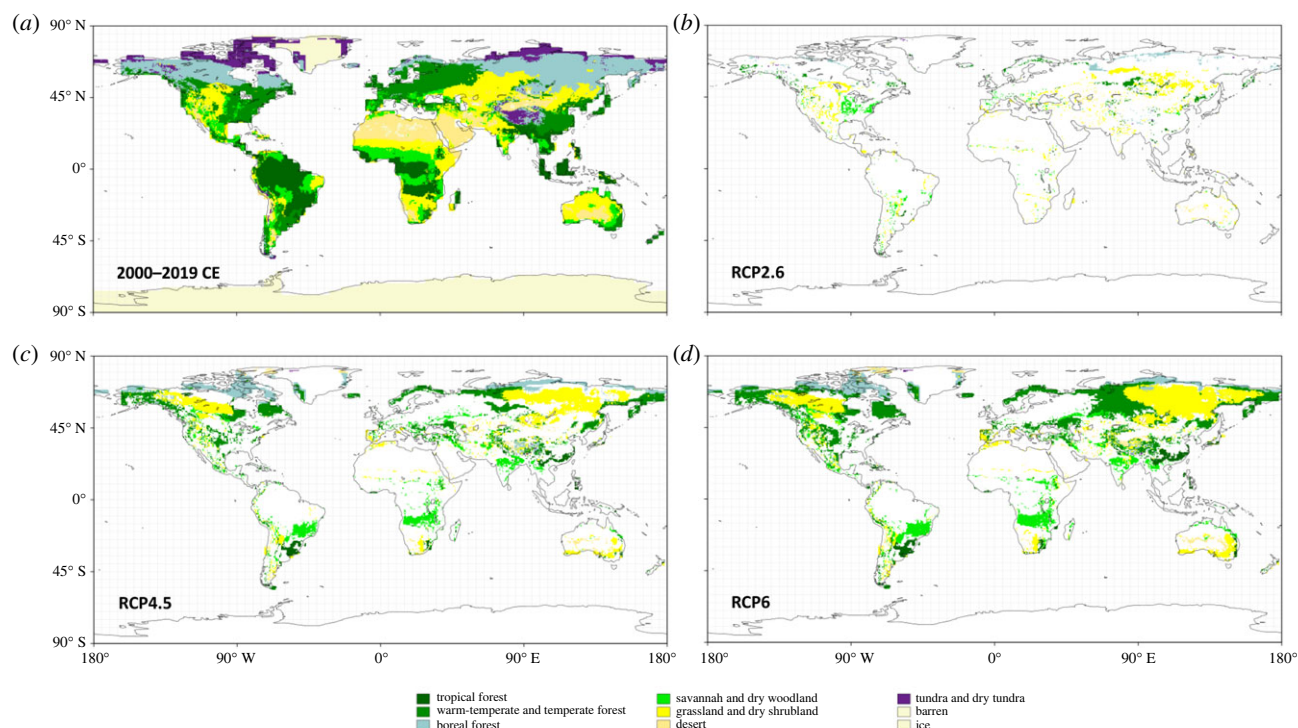 (a) 90° N (b)
45° N
0°
45° S
2000–2019 CE RCP2.6
90° S
(c) 90° N (d)
45° N
0°
45° S
RCP4.5 RCP6
90° S
180° 90° W 0° 90° E 180° 180° 90° W 0° 90° E 180°
tropical forest savannah and dry woodland tundra and dry tundra
warm-temperate and temperate forest grassland and dry shrubland barren
boreal forest desert ice